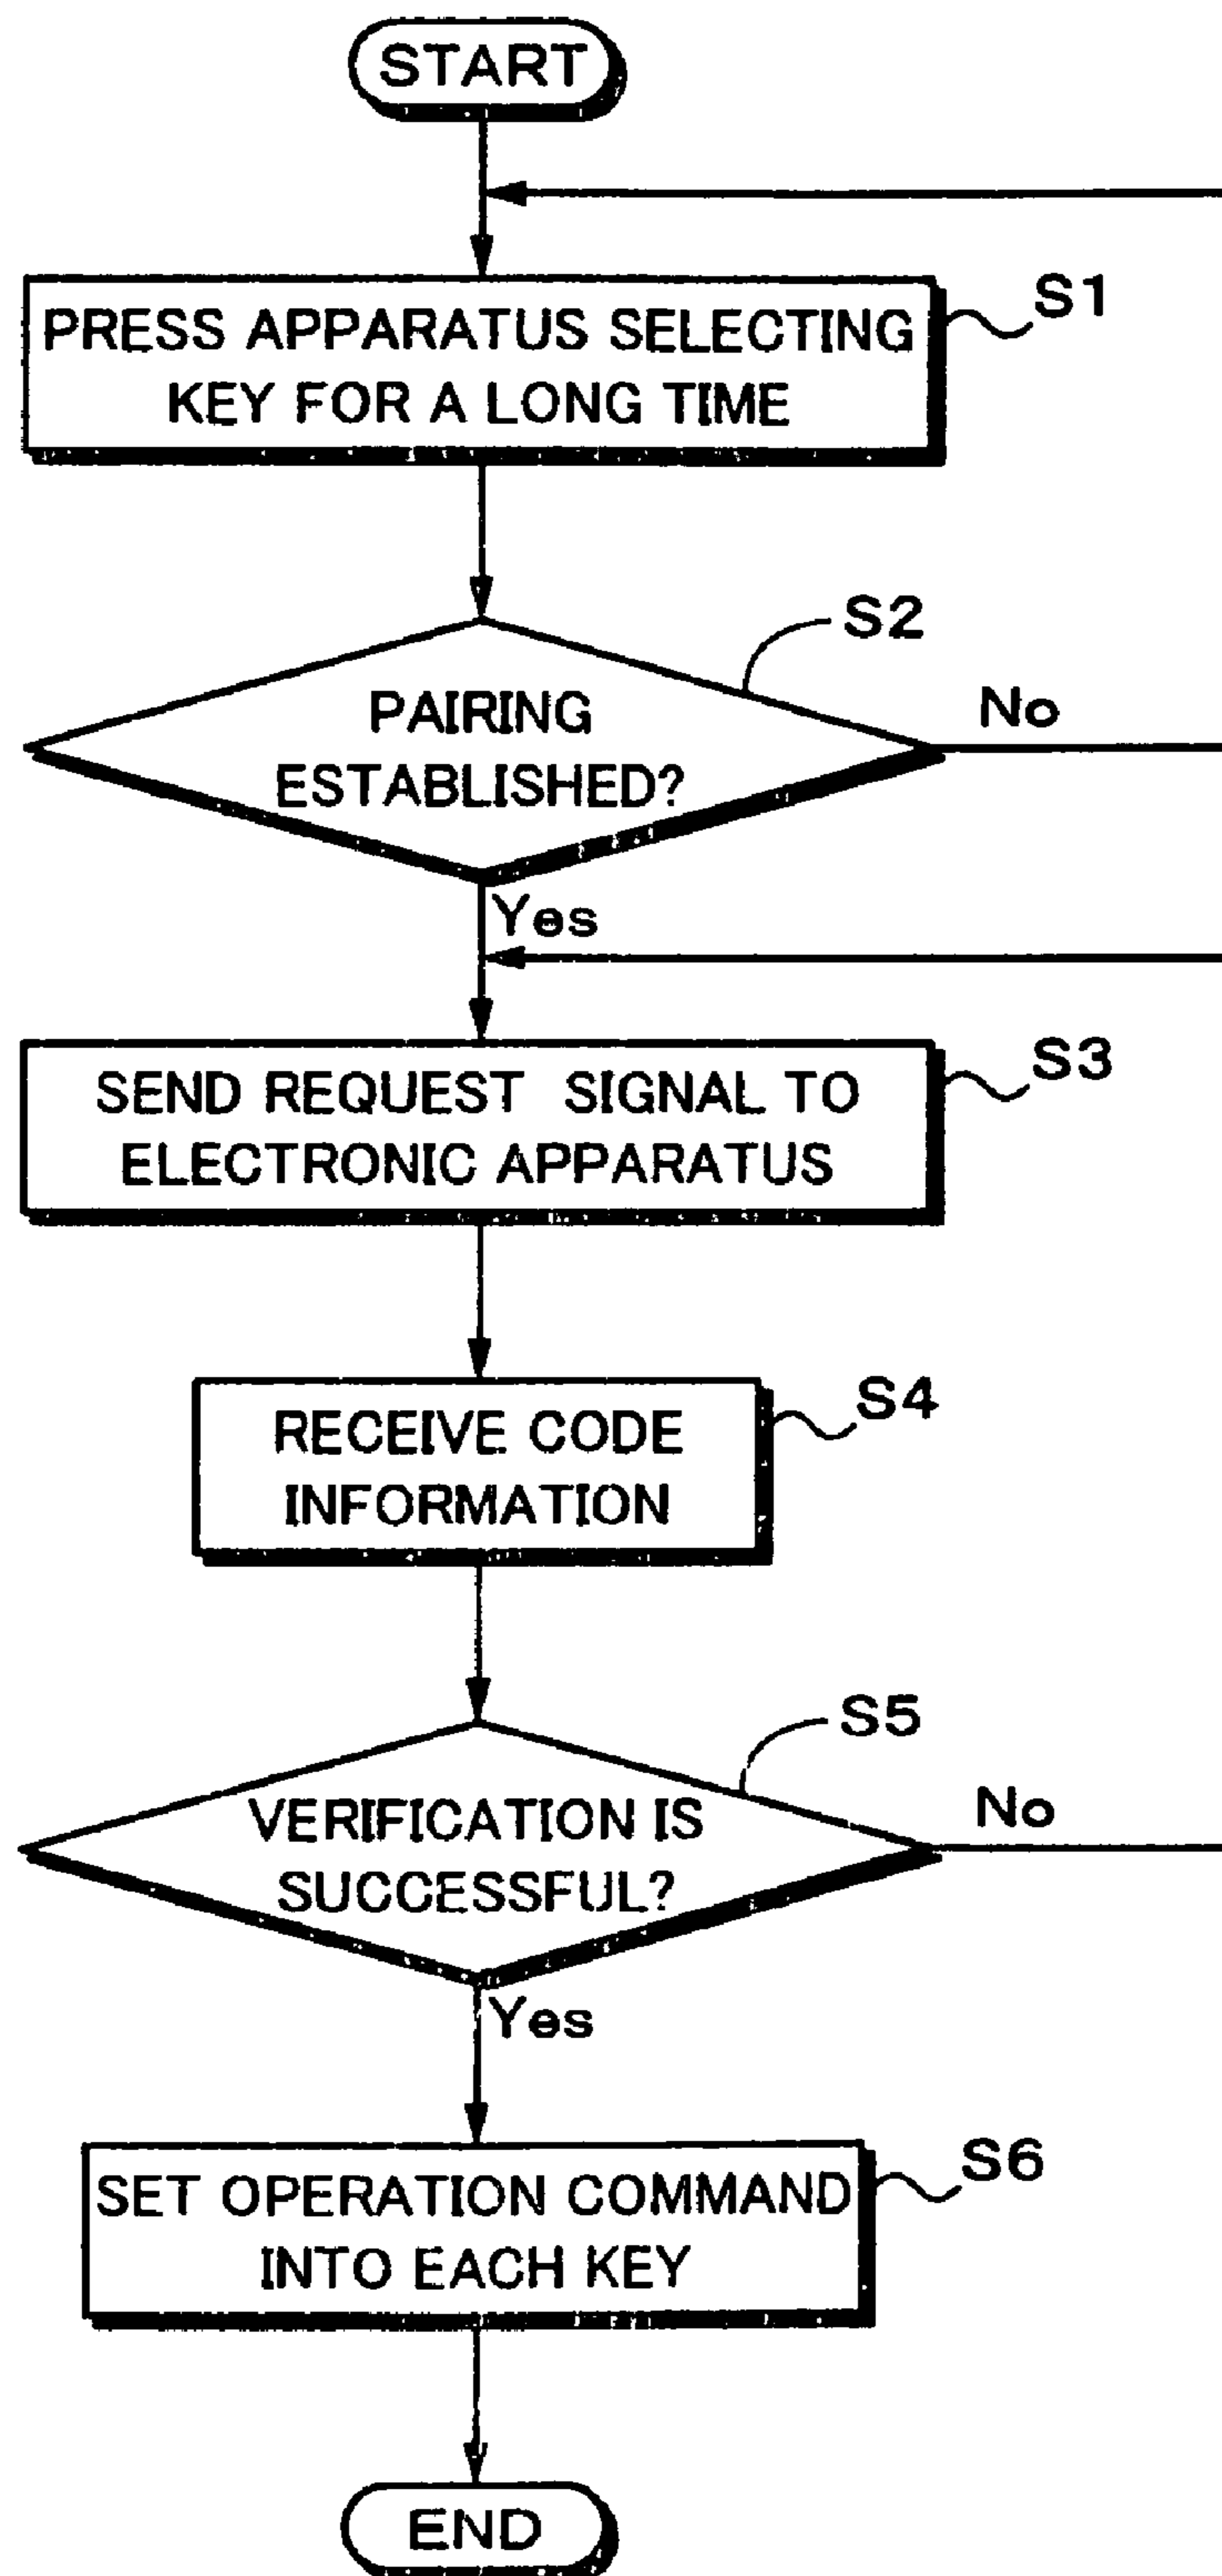 START
PRESS APPARATUS SELECTING
KEY FOR A LONG TIME
S1
PAIRING
ESTABLISHED?
S2
No
Yes
SEND REQUEST SIGNAL TO
ELECTRONIC APPARATUS
S3
RECEIVE CODE
INFORMATION
S4
VERIFICATION IS
SUCCESSFUL?
S5
No
Yes
SET OPERATION COMMAND
INTO EACH KEY
S6
END